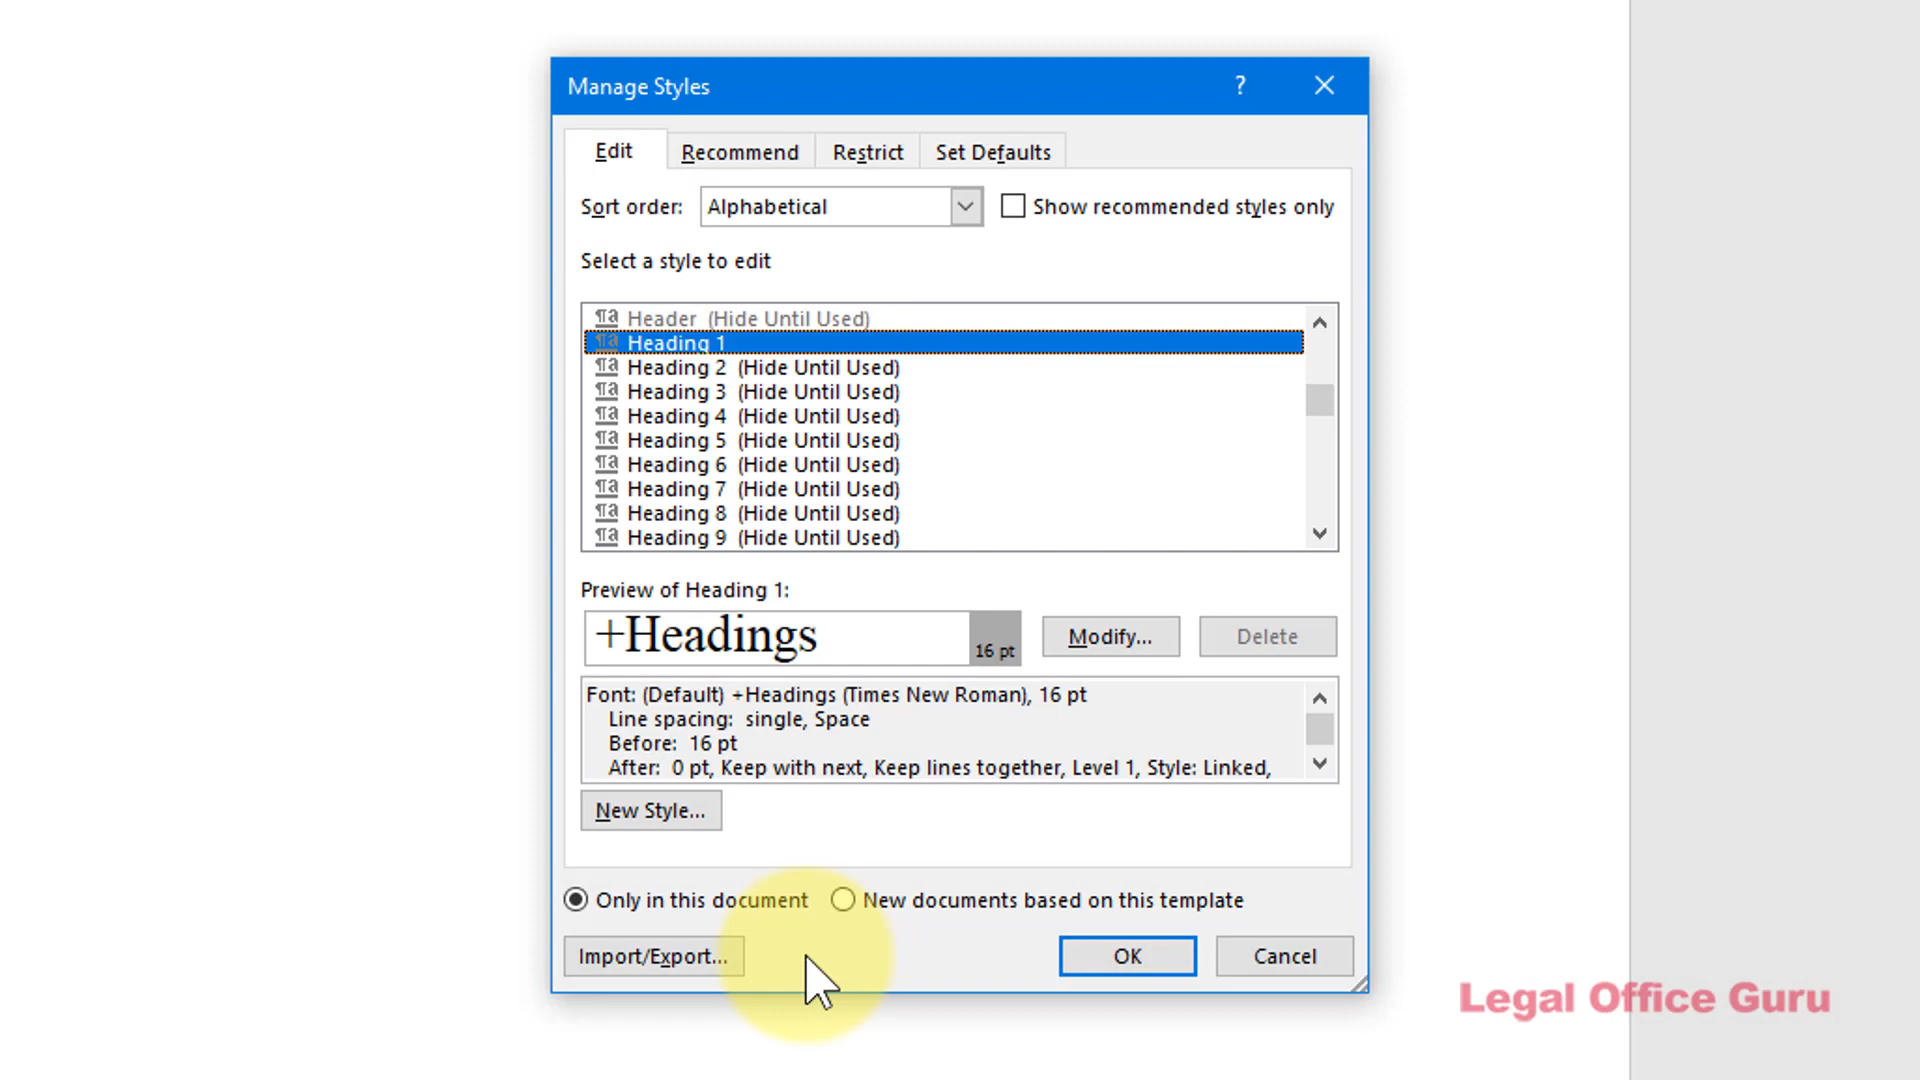 Manage Styles ?
Edit Recommend Restrict Set Defaults
Sort order: Alphabetical Show recommended styles only
Select a style to edit
¶a Header (Hide Until Used)
¶a Heading 1
¶a Heading 2 (Hide Until Used)
¶a Heading 3 (Hide Until Used)
¶a Heading 4 (Hide Until Used)
¶a Heading 5 (Hide Until Used)
¶a Heading 6 (Hide Until Used)
¶a Heading 7 (Hide Until Used)
¶a Heading 8 (Hide Until Used)
¶a Heading 9 (Hide Until Used)
Preview of Heading 1:
+Headings 16 pt Modify... Delete
Font: (Default) +Headings (Times New Roman), 16 pt
Line spacing: single, Space
Before: 16 pt
After: 0 pt, Keep with next, Keep lines together, Level 1, Style: Linked,
New Style...
Only in this document New documents based on this template
Import/Export... OK Cancel
Legal Office Guru